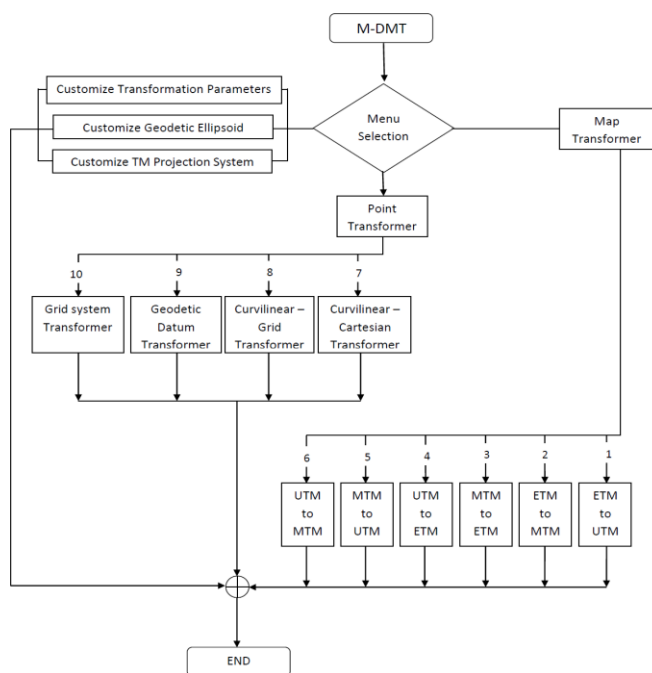 M-DMT
Customize Transformation Parameters
Customize Geodetic Ellipsoid
Customize TM Projection System
Menu
Selection
Map
Transformer
Point
Transformer
10
9
8
7
Grid system
Transformer
Geodetic
Datum
Transformer
Curvilinear –
Grid
Transformer
Curvilinear –
Cartesian
Transformer
6
5
4
3
2
1
UTM
to
MTM
MTM
to
UTM
UTM
to
ETM
MTM
to
ETM
ETM
to
MTM
ETM
to
UTM
END